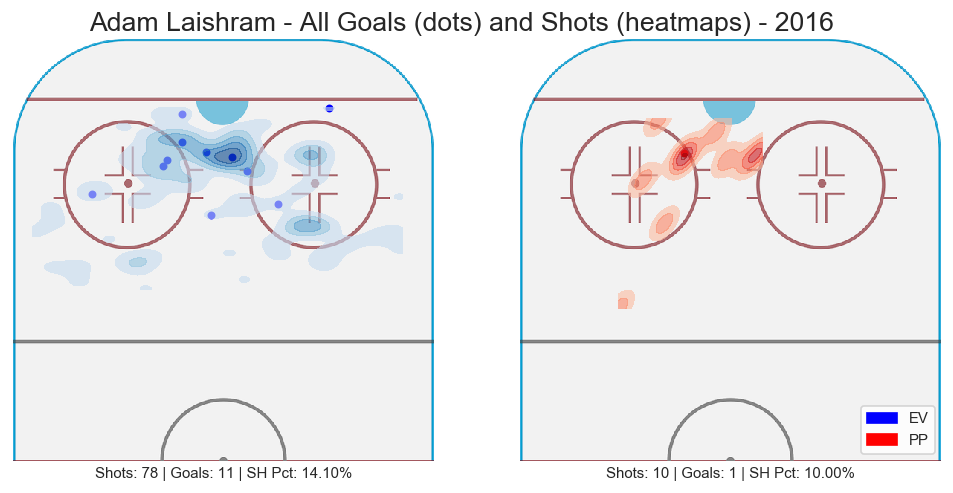 Adam Laishram - All Goals (dots) and Shots (heatmaps) - 2016
EV
PP
Shots: 78 | Goals: 11 | SH Pct: 14.10%
Shots: 10 | Goals: 1 | SH Pct: 10.00%